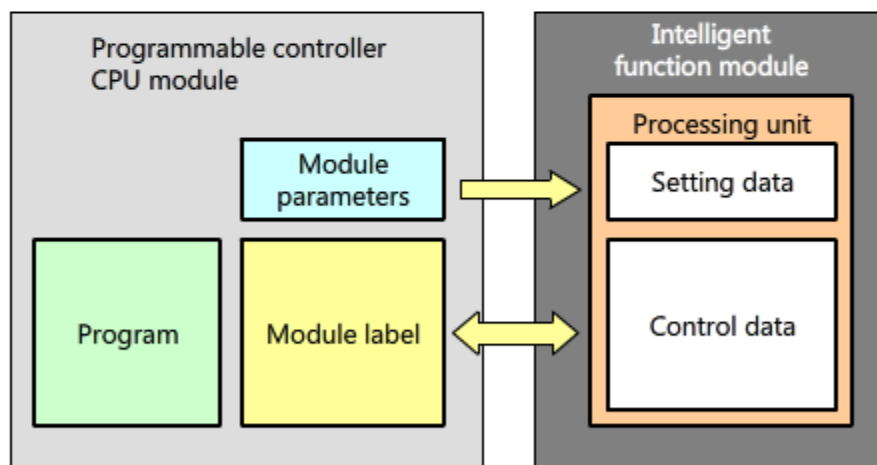 Programmable controller
CPU module
Module
parameters
Program
Module label
Intelligent
function module
Processing unit
Setting data
Control data